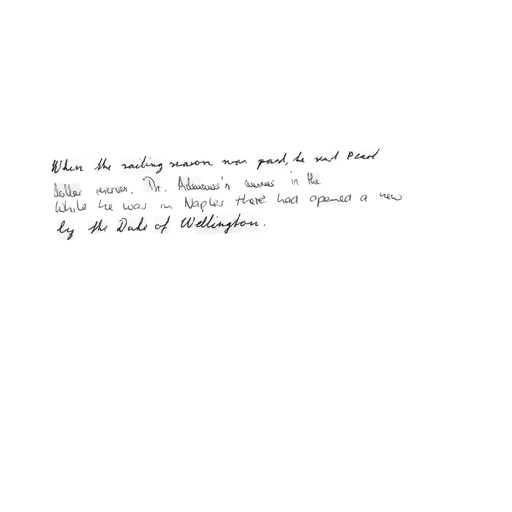 When the sailing season was past, he sent Pearl
dollar reserves. Dr. Adenauer's answer in the
While he was in Naples there had opened a new
by the Duke of Wellington.